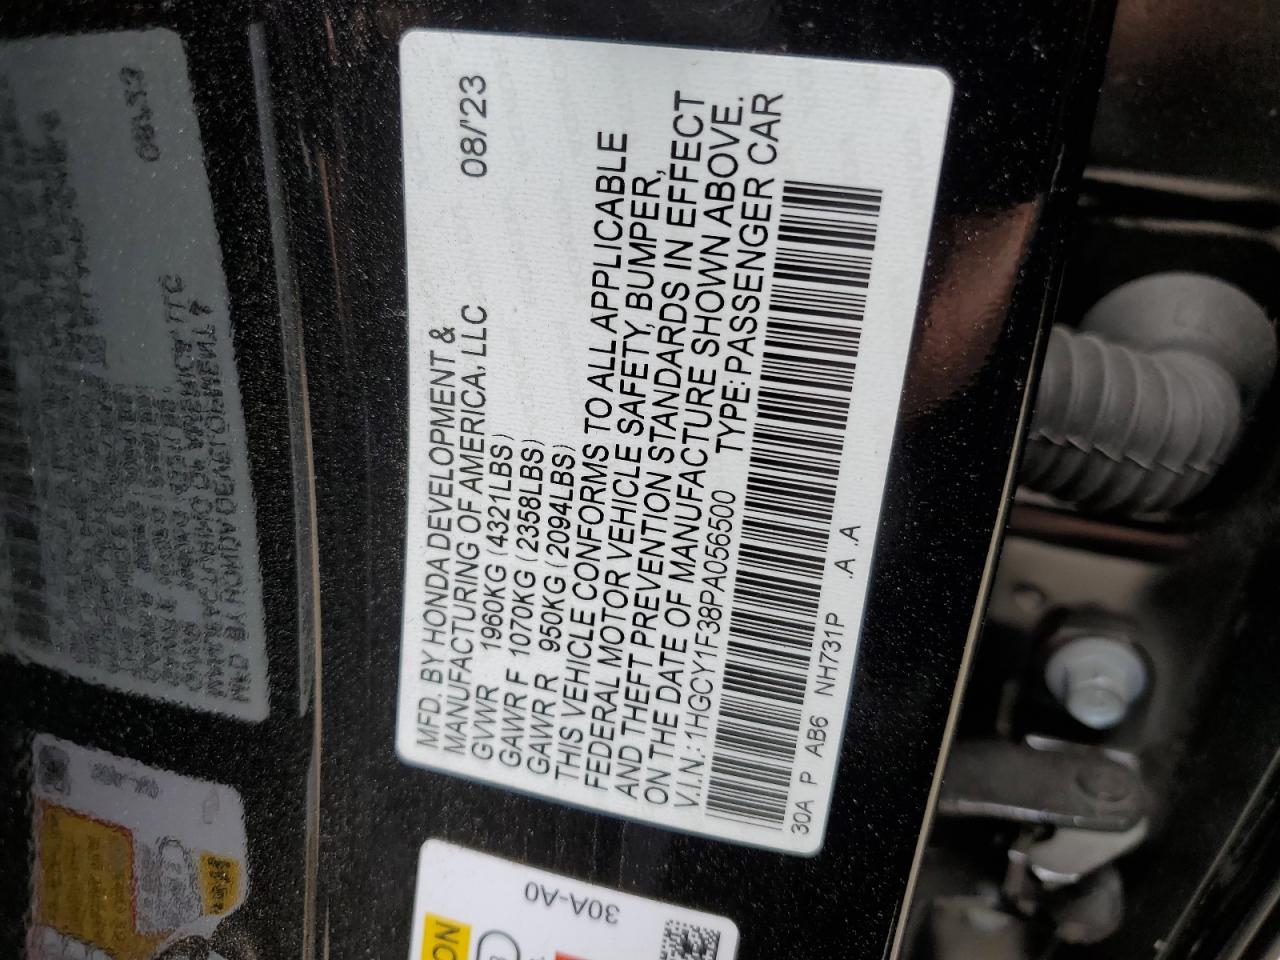 MFD. BY HONDA DEVELOPMENT &
MANUFACTURING OF AMERICA, LLC 08/'23
GVWR 1960KG (4321LBS)
GAWR F 1070KG (2358LBS)
GAWR R 950KG (2094LBS)
THIS VEHICLE CONFORMS TO ALL APPLICABLE
FEDERAL MOTOR VEHICLE SAFETY, BUMPER,
AND THEFT PREVENTION STANDARDS IN EFFECT
ON THE DATE OF MANUFACTURE SHOWN ABOVE.
V.I.N.: 1HGCY1F38PA056500 TYPE: PASSENGER CAR
30A P AB6 NH731P .A .A
30A-A0
ON